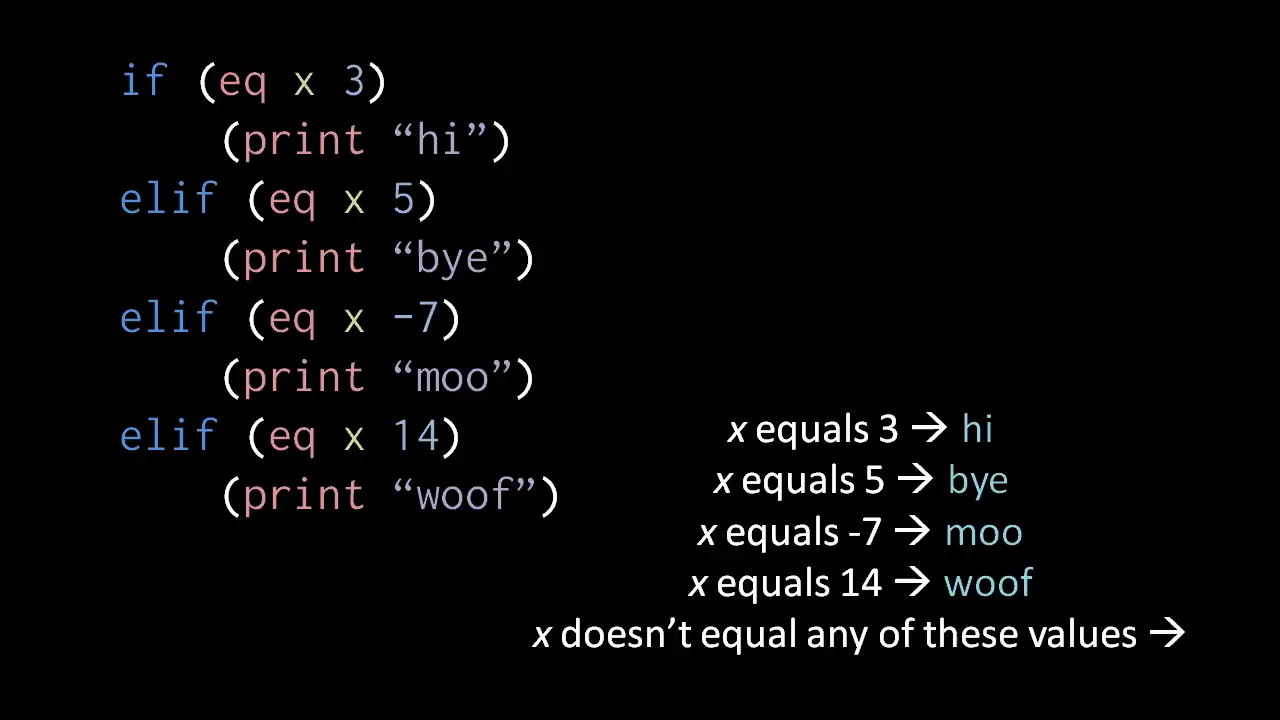 if (eq x 3)
(print “hi”)
elif (eq x 5)
(print “bye”)
elif (eq x -7)
(print “moo”)
elif (eq x 14)
(print “woof”)
x equals 3 → hi
x equals 5 → bye
x equals -7 → moo
x equals 14 → woof
x doesn’t equal any of these values →